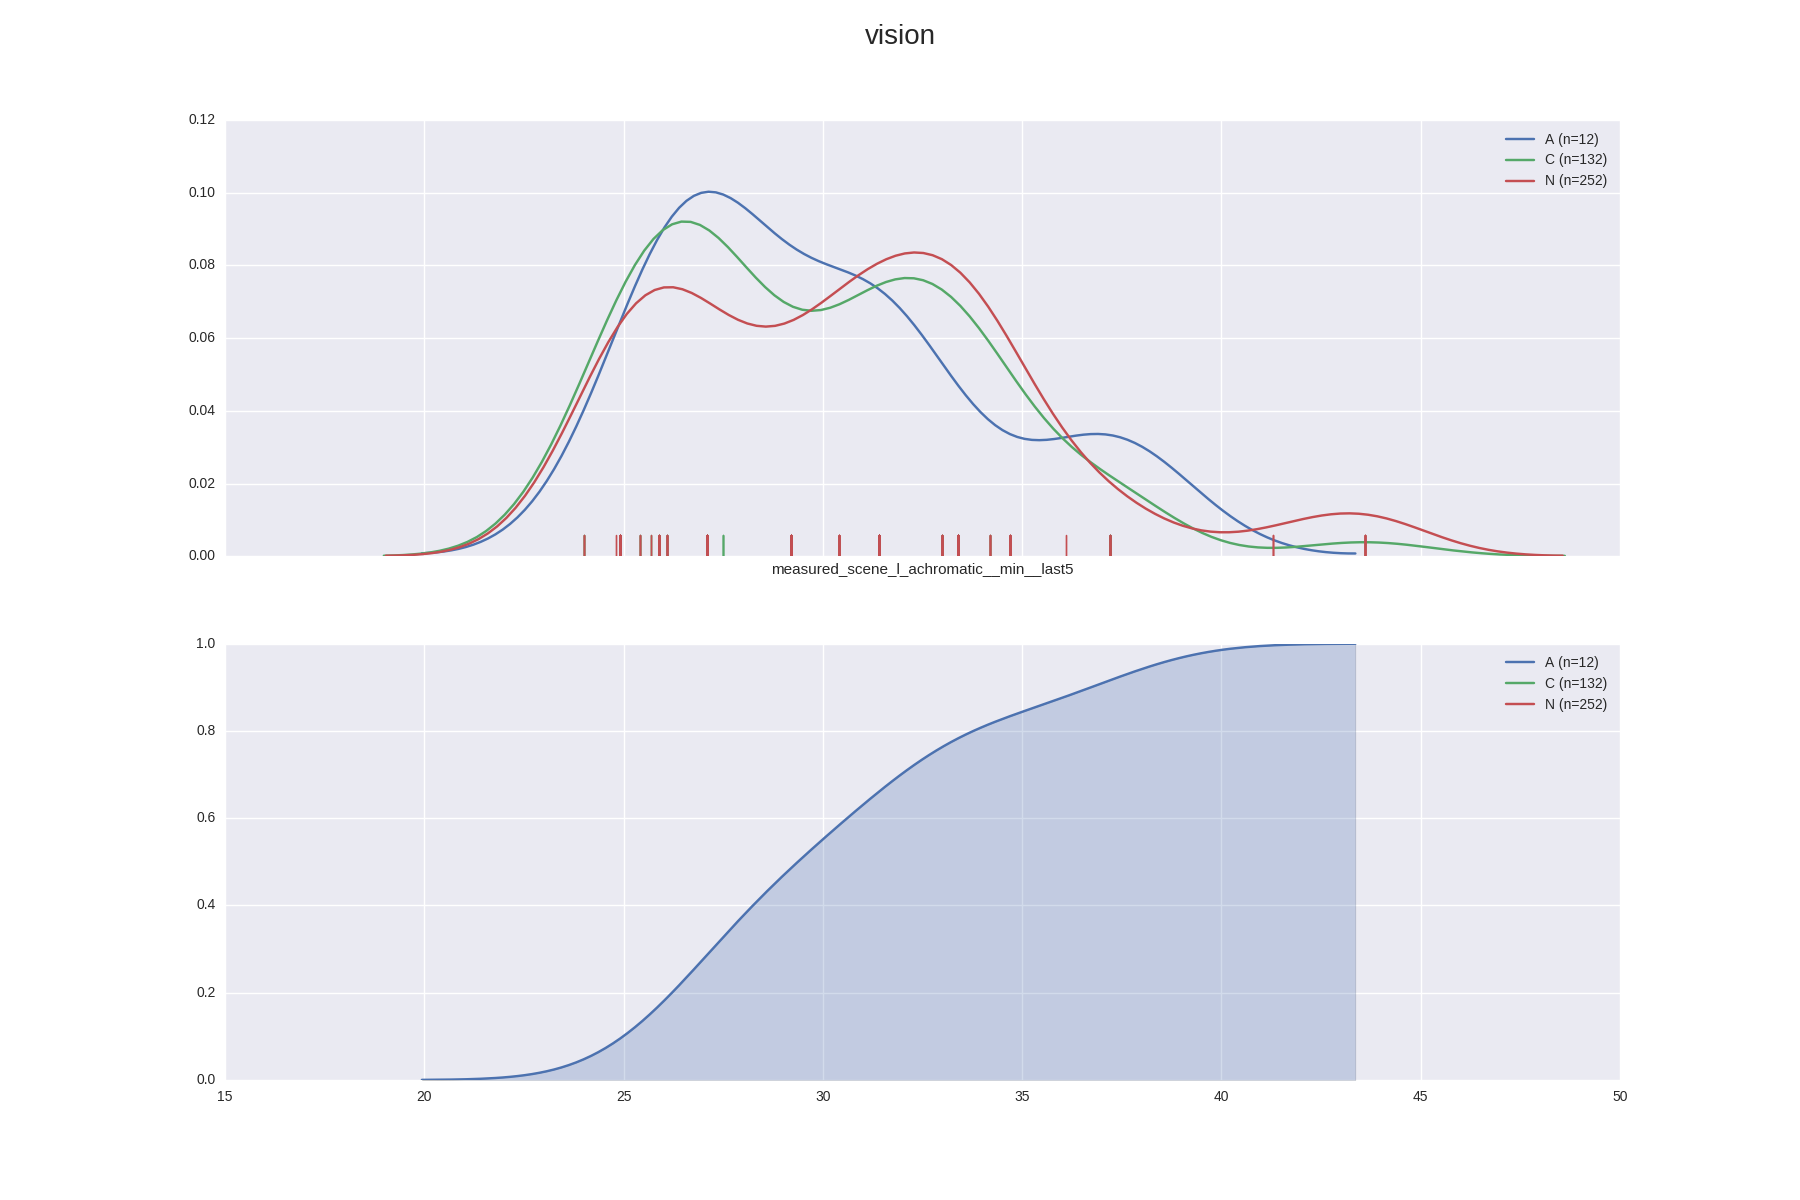 vision
0.12
0.10
0.08
0.06
0.04
0.02
0.00
A (n=12)
C (n=132)
N (n=252)
measured_scene_l_achromatic__min__last5
1.0
0.8
0.6
0.4
0.2
0.0
A (n=12)
C (n=132)
N (n=252)
15 20 25 30 35 40 45 50